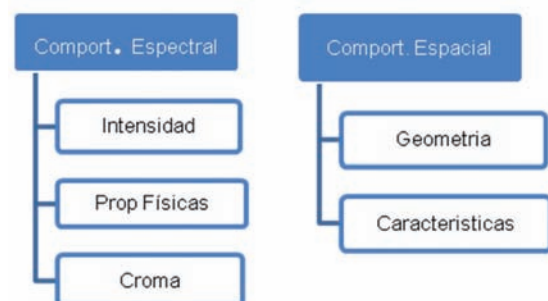 Comport. Espectral
Intensidad
Prop Físicas
Croma
Comport. Espacial
Geometria
Caracteristicas